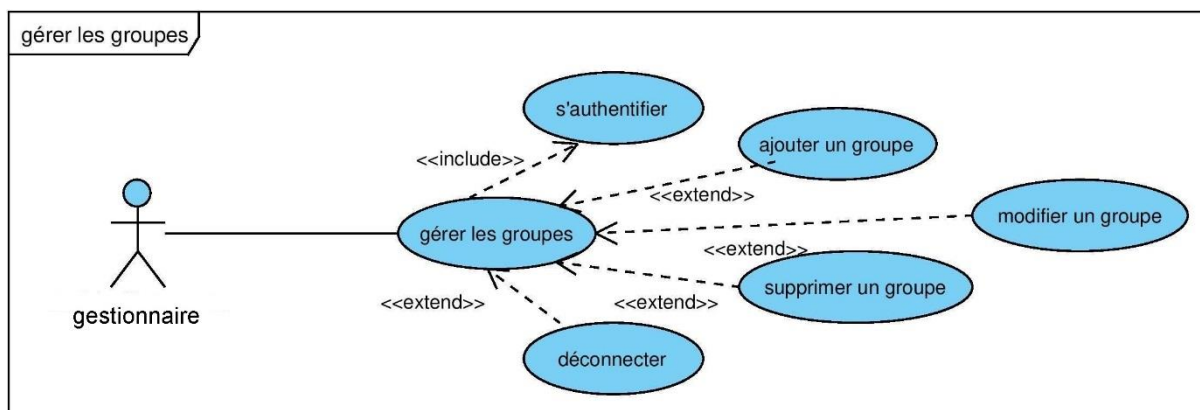 gérer les groupes
s'authentifier
ajouter un groupe
<<include>>
<<extend>>
modifier un groupe
gérer les groupes
<<extend>>
supprimer un groupe
<<extend>>
<<extend>>
gestionnaire
déconnecter